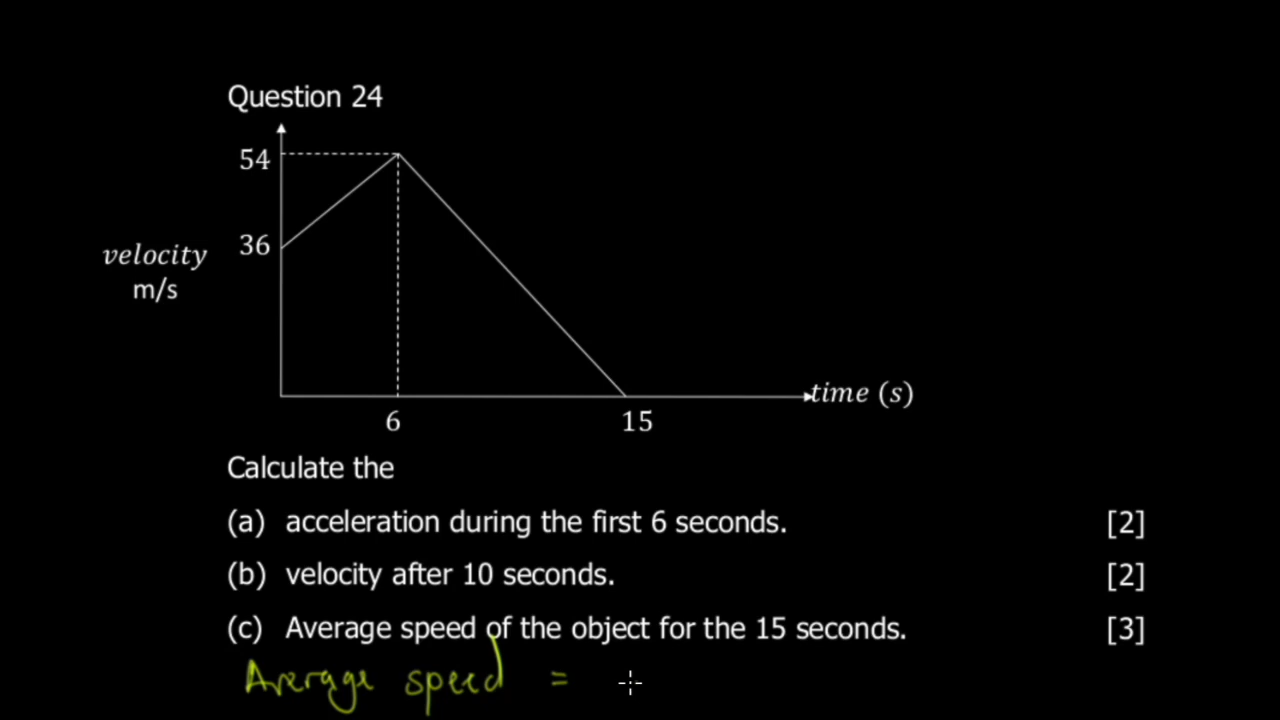 Question 24
54
36
velocity
m/s
time (s)
6
15
Calculate the
(a) acceleration during the first 6 seconds. [2]
(b) velocity after 10 seconds. [2]
(c) Average speed of the object for the 15 seconds. [3]
Average speed =